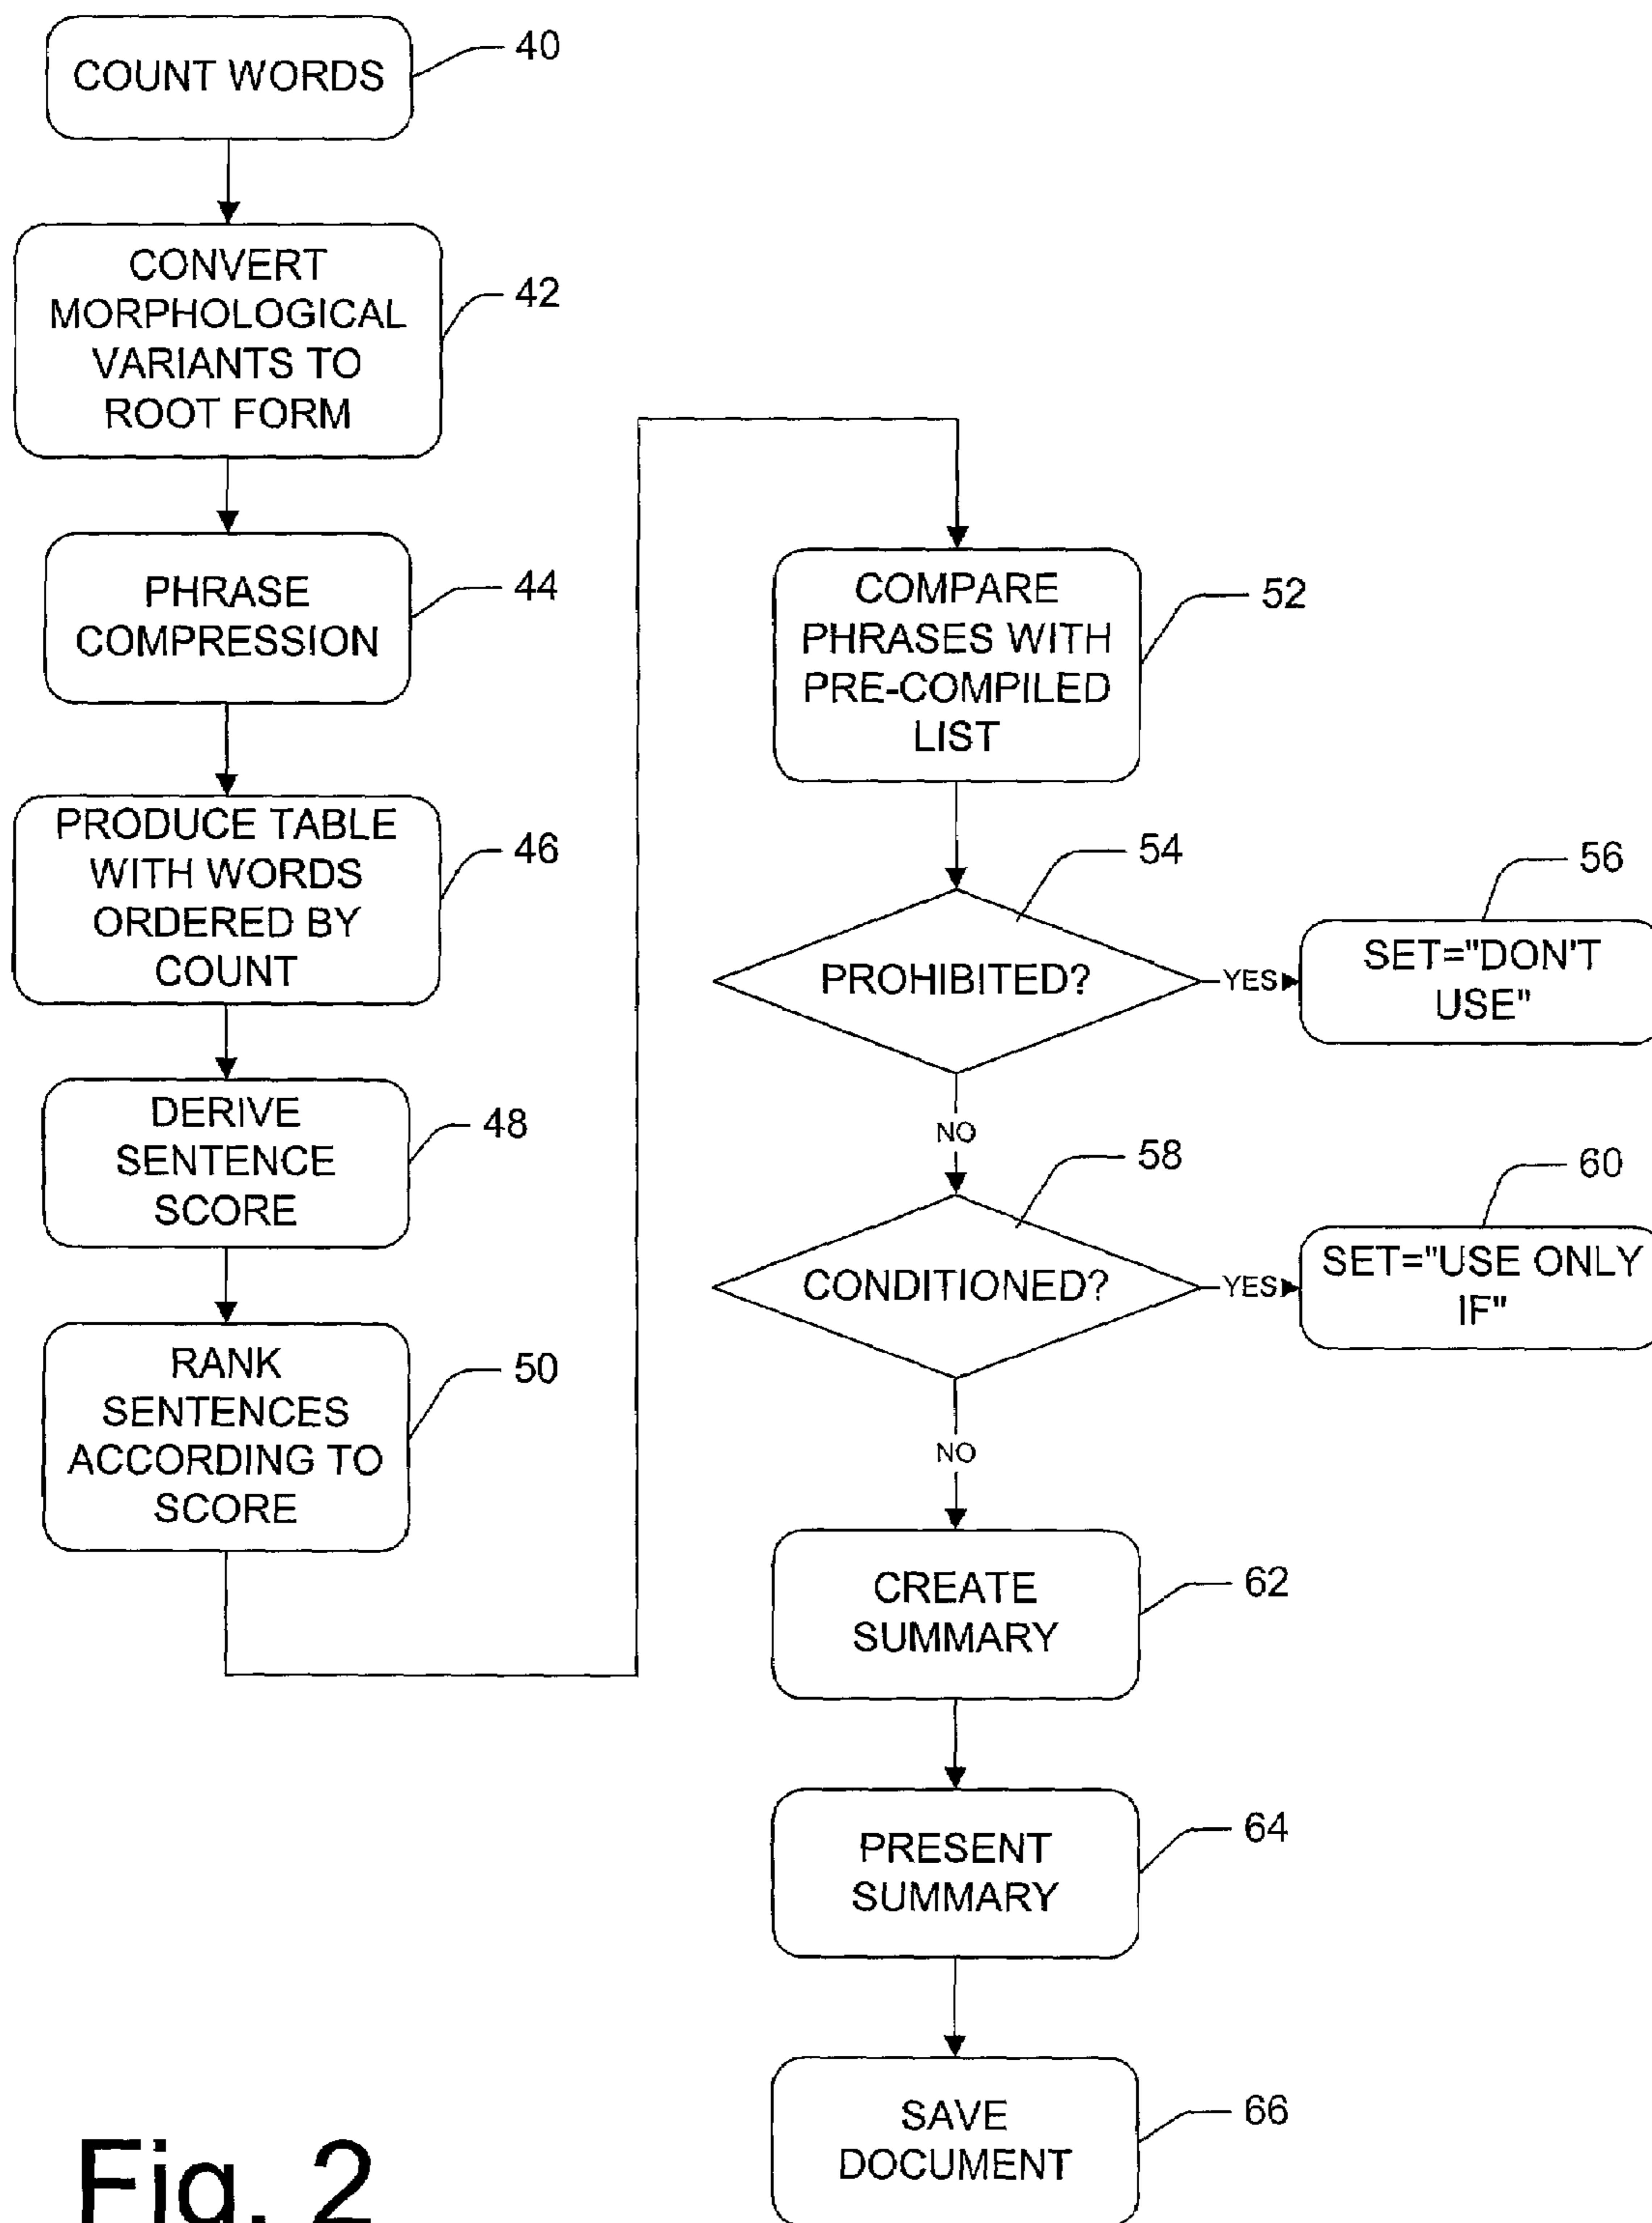 COUNT WORDS
40
CONVERT
MORPHOLOGICAL
VARIANTS TO
ROOT FORM
42
PHRASE
COMPRESSION
44
PRODUCE TABLE
WITH WORDS
ORDERED BY
COUNT
46
DERIVE
SENTENCE
SCORE
48
RANK
SENTENCES
ACCORDING TO
SCORE
50
COMPARE
PHRASES WITH
PRE-COMPILED
LIST
52
PROHIBITED?
54
YES
SET="DON'T
USE"
56
NO
CONDITIONED?
58
YES
SET="USE ONLY
IF"
60
NO
CREATE
SUMMARY
62
PRESENT
SUMMARY
64
SAVE
DOCUMENT
66
Fig. 2